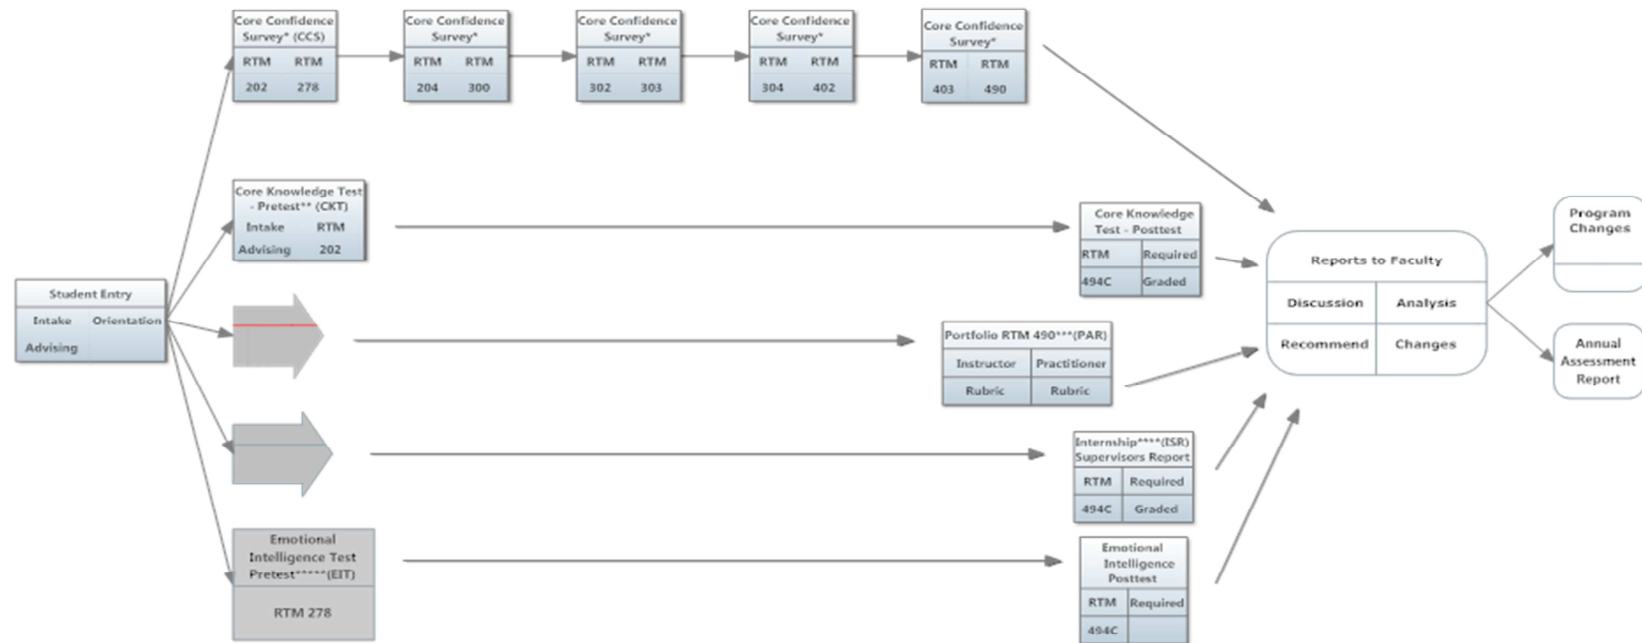 Core Confidence
Survey* (CCS)
RTM RTM
202 278
Core Confidence
Survey*
RTM RTM
204 300
Core Confidence
Survey*
RTM RTM
302 303
Core Confidence
Survey*
RTM RTM
304 402
Core Confidence
Survey*
RTM RTM
403 490
Core Knowledge Test
- Pretest** (CKT)
Intake RTM
Advising 202
Core Knowledge
Test - Posttest
RTM Required
494C Graded
Student Entry
Intake Orientation
Advising
Portfolio RTM 490***(PAR)
Instructor Practitioner
Rubric Rubric
Internship****(ISR)
Supervisors Report
RTM Required
494C Graded
Emotional
Intelligence Test
Pretest*****(EIT)
RTM 278
Emotional
Intelligence
Posttest
RTM Required
494C
Reports to Faculty
Discussion Analysis
Recommend Changes
Program
Changes
Annual
Assessment
Report